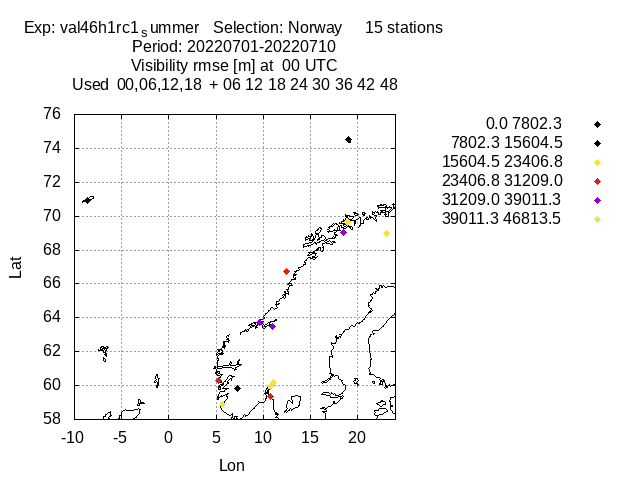 Exp: val46h1rc1summer Selection: Norway 15 stations
Period: 20220701-20220710
Visibility rmse [m] at 00 UTC
Used 00,06,12,18 + 06 12 18 24 30 36 42 48
0.0 7802.3
7802.3 15604.5
15604.5 23406.8
23406.8 31209.0
31209.0 39011.3
39011.3 46813.5
76
74
72
70
68
66
64
62
60
58
Lat
-10 -5 0 5 10 15 20
Lon